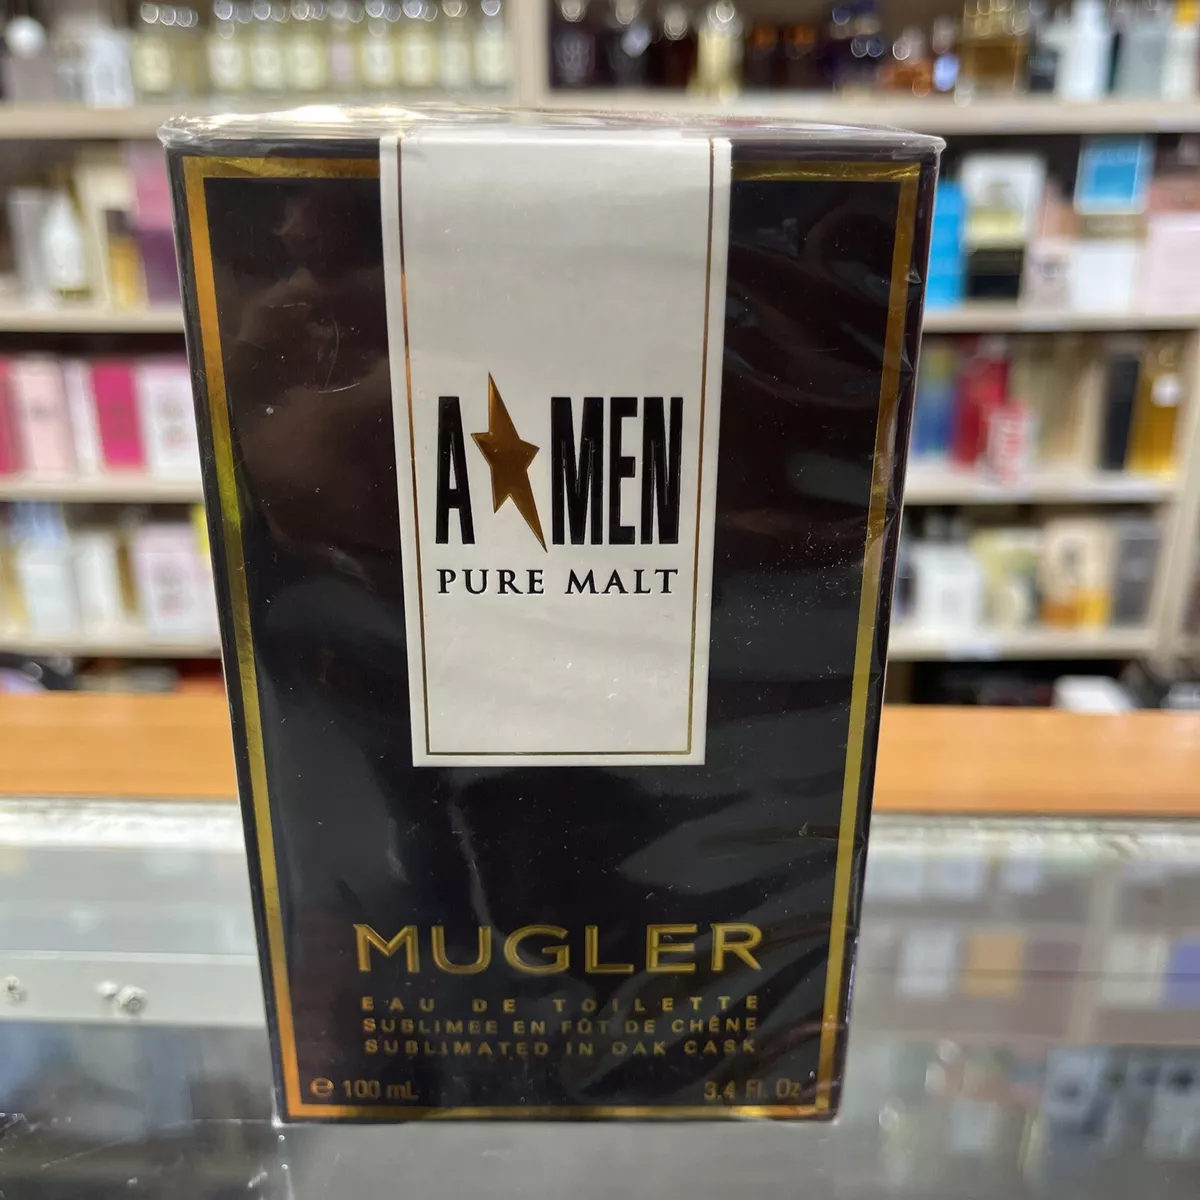 A MEN
PURE MALT
MUGLER
EAU DE TOILETTE
SUBLIMEE EN FÛT DE CHÊNE
SUBLIMATED IN OAK CASK
e 100 mL 3.4 Fl. Oz